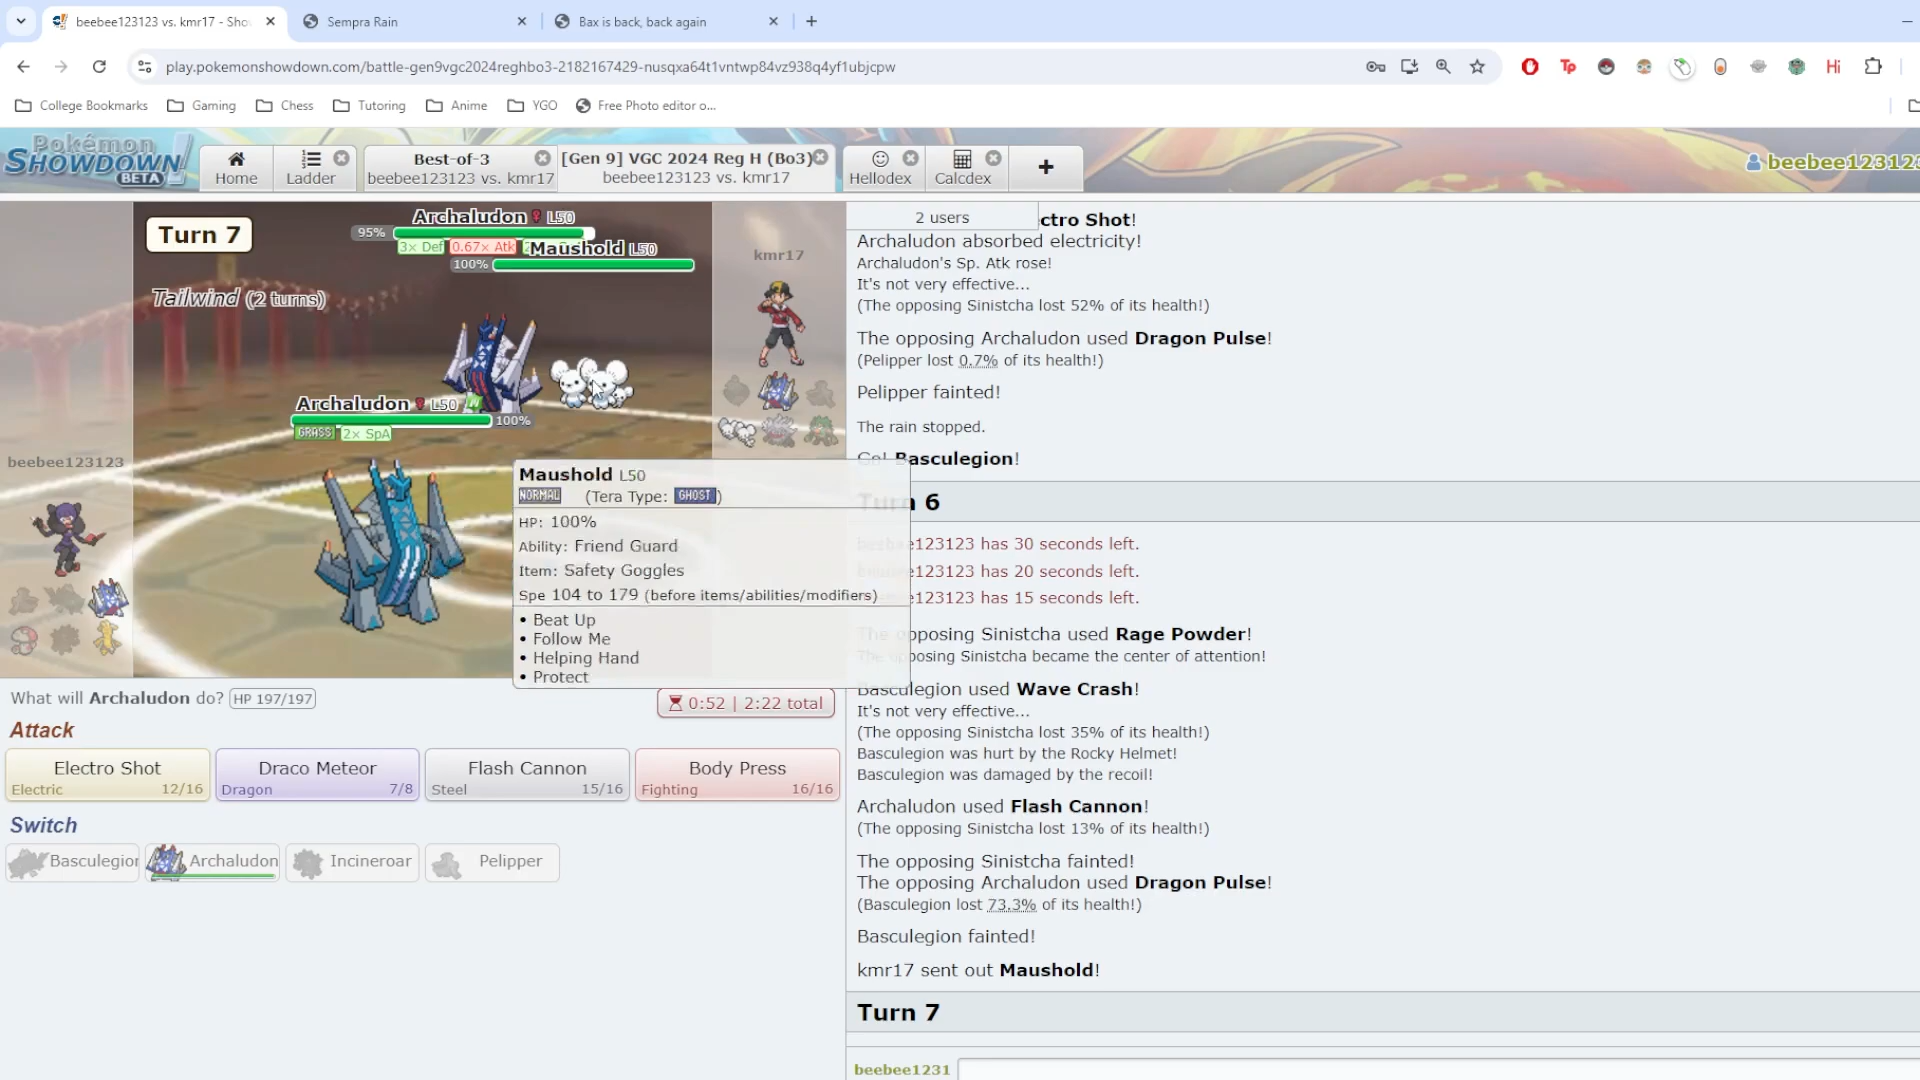 beebee123123 vs. kmr17 - Sho
Sempra Rain
Bax is back, back again
play.pokemonshowdown.com/battle-gen9vgc2024reghbo3-2182167429-nusqxa64t1vntwp84vz938q4yf1ubjcpw
College Bookmarks
Gaming
Chess
Tutoring
Anime
YGO
Free Photo editor o...
Tp
Hi
Pokémon
SHOWDOWN!
BETA
Home
Ladder
Best-of-3
beebee123123 vs. kmr17
[Gen 9] VGC 2024 Reg H (Bo3)
beebee123123 vs. kmr17
Hellodex
Calcdex
beebee123123
Turn 7
Archaludon L50
95%
3x Def 0.67x Atk
Maushold L50
100%
Tailwind (2 turns)
kmr17
Archaludon L50
100%
GRASS 2x SpA
beebee123123
Maushold L50
NORMAL (Tera Type: GHOST)
HP: 100%
Ability: Friend Guard
Item: Safety Goggles
Spe 104 to 179 (before items/abilities/modifiers)
• Beat Up
• Follow Me
• Helping Hand
• Protect
What will Archaludon do? HP 197/197
0:52 | 2:22 total
Attack
Electro Shot
Electric 12/16
Draco Meteor
Dragon 7/8
Flash Cannon
Steel 15/16
Body Press
Fighting 16/16
Switch
Basculegion
Archaludon
Incineroar
Pelipper
2 users
ctro Shot!
Archaludon absorbed electricity!
Archaludon's Sp. Atk rose!
It's not very effective...
(The opposing Sinistcha lost 52% of its health!)
The opposing Archaludon used Dragon Pulse!
(Pelipper lost 0.7% of its health!)
Pelipper fainted!
The rain stopped.
Go! Basculegion!
Turn 6
beebee123123 has 30 seconds left.
beebee123123 has 20 seconds left.
beebee123123 has 15 seconds left.
The opposing Sinistcha used Rage Powder!
The opposing Sinistcha became the center of attention!
Basculegion used Wave Crash!
It's not very effective...
(The opposing Sinistcha lost 35% of its health!)
Basculegion was hurt by the Rocky Helmet!
Basculegion was damaged by the recoil!
Archaludon used Flash Cannon!
(The opposing Sinistcha lost 13% of its health!)
The opposing Sinistcha fainted!
The opposing Archaludon used Dragon Pulse!
(Basculegion lost 73.3% of its health!)
Basculegion fainted!
kmr17 sent out Maushold!
Turn 7
beebee1231